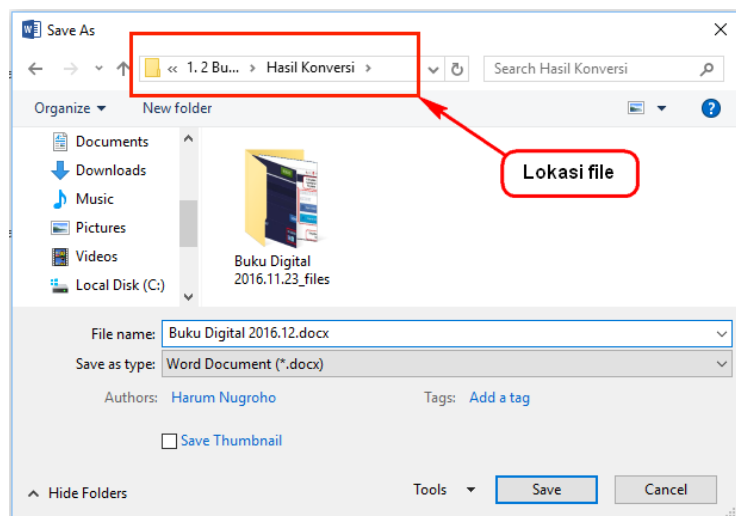 Save As
« 1. 2 Bu... > Hasil Konversi >
Search Hasil Konversi
Organize
New folder
Documents
Downloads
Music
Pictures
Videos
Local Disk (C:)
Lokasi file
Buku Digital
2016.11.23_files
File name: Buku Digital 2016.12.docx
Save as type: Word Document (*.docx)
Authors: Harum Nugroho
Tags: Add a tag
Save Thumbnail
Hide Folders
Tools
Save
Cancel